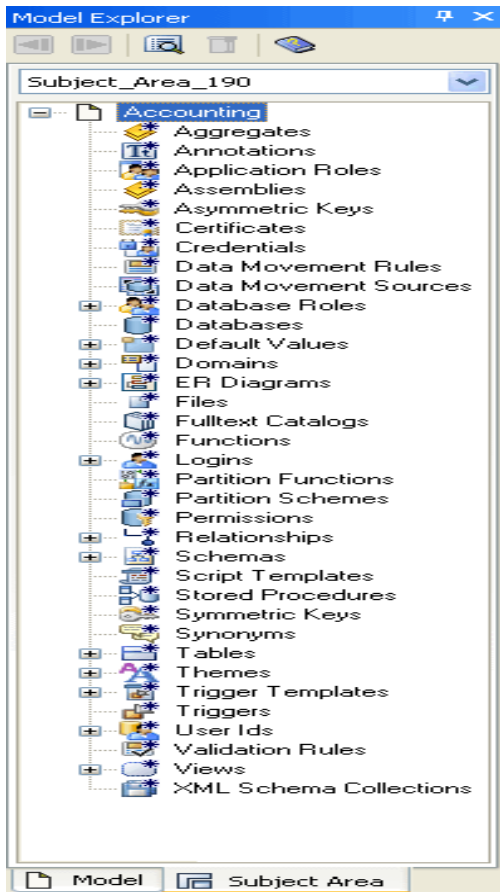 Model Explorer
Subject_Area_190
Accounting
Aggregates
Annotations
Application Roles
Assemblies
Asymmetric Keys
Certificates
Credentials
Data Movement Rules
Data Movement Sources
Database Roles
Databases
Default Values
Domains
ER Diagrams
Files
Fulltext Catalogs
Functions
Logins
Partition Functions
Partition Schemes
Permissions
Relationships
Schemas
Script Templates
Stored Procedures
Symmetric Keys
Synonyms
Tables
Themes
Trigger Templates
Triggers
User Ids
Validation Rules
Views
XML Schema Collections
Model Subject Area